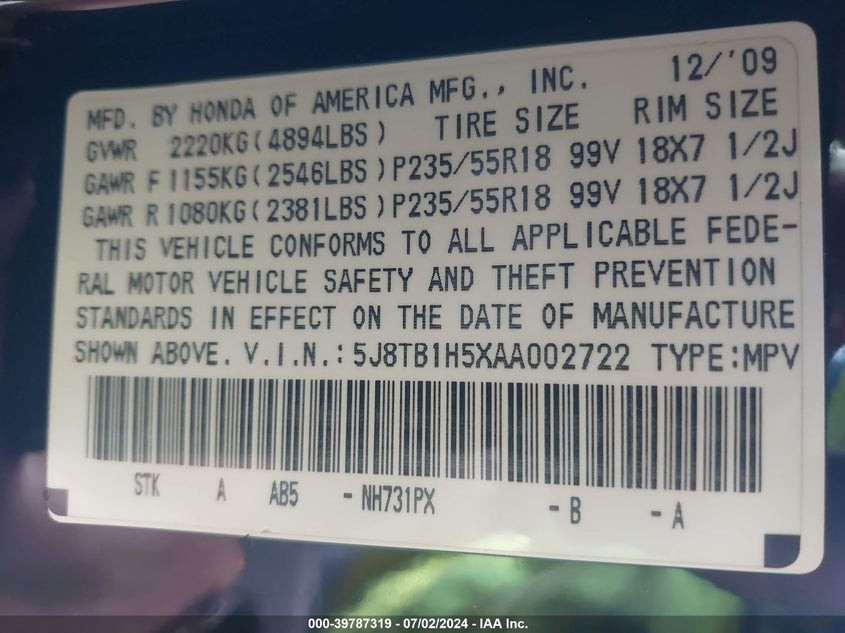 MFD. BY HONDA OF AMERICA MFG., INC. 12/'09
GVWR 2220KG(4894LBS) TIRE SIZE RIM SIZE
GAWR F1155KG(2546LBS)P235/55R18 99V 18X7 1/2J
GAWR R1080KG(2381LBS)P235/55R18 99V 18X7 1/2J
THIS VEHICLE CONFORMS TO ALL APPLICABLE FEDE-
RAL MOTOR VEHICLE SAFETY AND THEFT PREVENTION
STANDARDS IN EFFECT ON THE DATE OF MANUFACTURE
SHOWN ABOVE. V.I.N.:5J8TB1H5XAA002722 TYPE:MPV
STK A AB5 -NH731PX -B -A
000-39787319 - 07/02/2024 - IAA Inc.